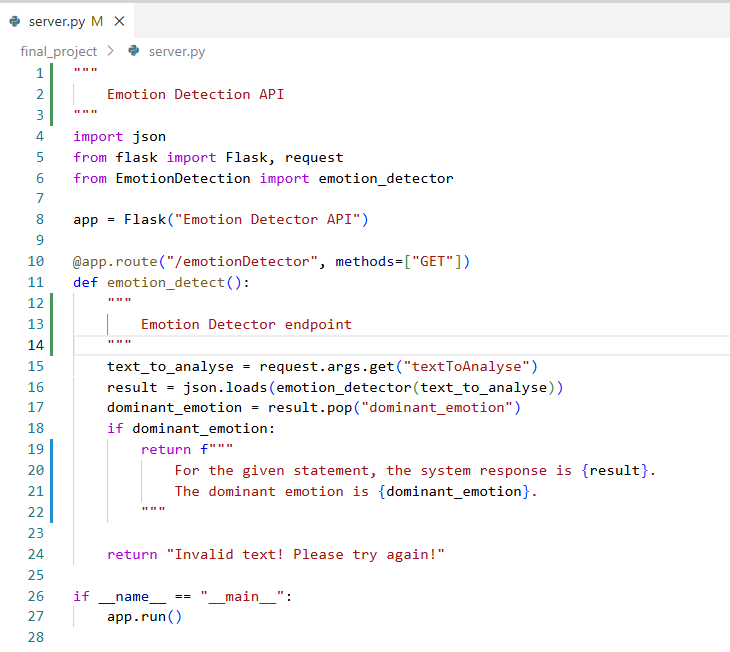 server.py M ×
final_project > server.py
1 """
2     Emotion Detection API
3 """
4 import json
5 from flask import Flask, request
6 from EmotionDetection import emotion_detector
7
8 app = Flask("Emotion Detector API")
9
10 @app.route("/emotionDetector", methods=["GET"])
11 def emotion_detect():
12     """
13         Emotion Detector endpoint
14     """
15     text_to_analyse = request.args.get("textToAnalyse")
16     result = json.loads(emotion_detector(text_to_analyse))
17     dominant_emotion = result.pop("dominant_emotion")
18     if dominant_emotion:
19         return f"""
20             For the given statement, the system response is {result}.
21             The dominant emotion is {dominant_emotion}.
22         """
23
24     return "Invalid text! Please try again!"
25
26 if __name__ == "__main__":
27     app.run()
28